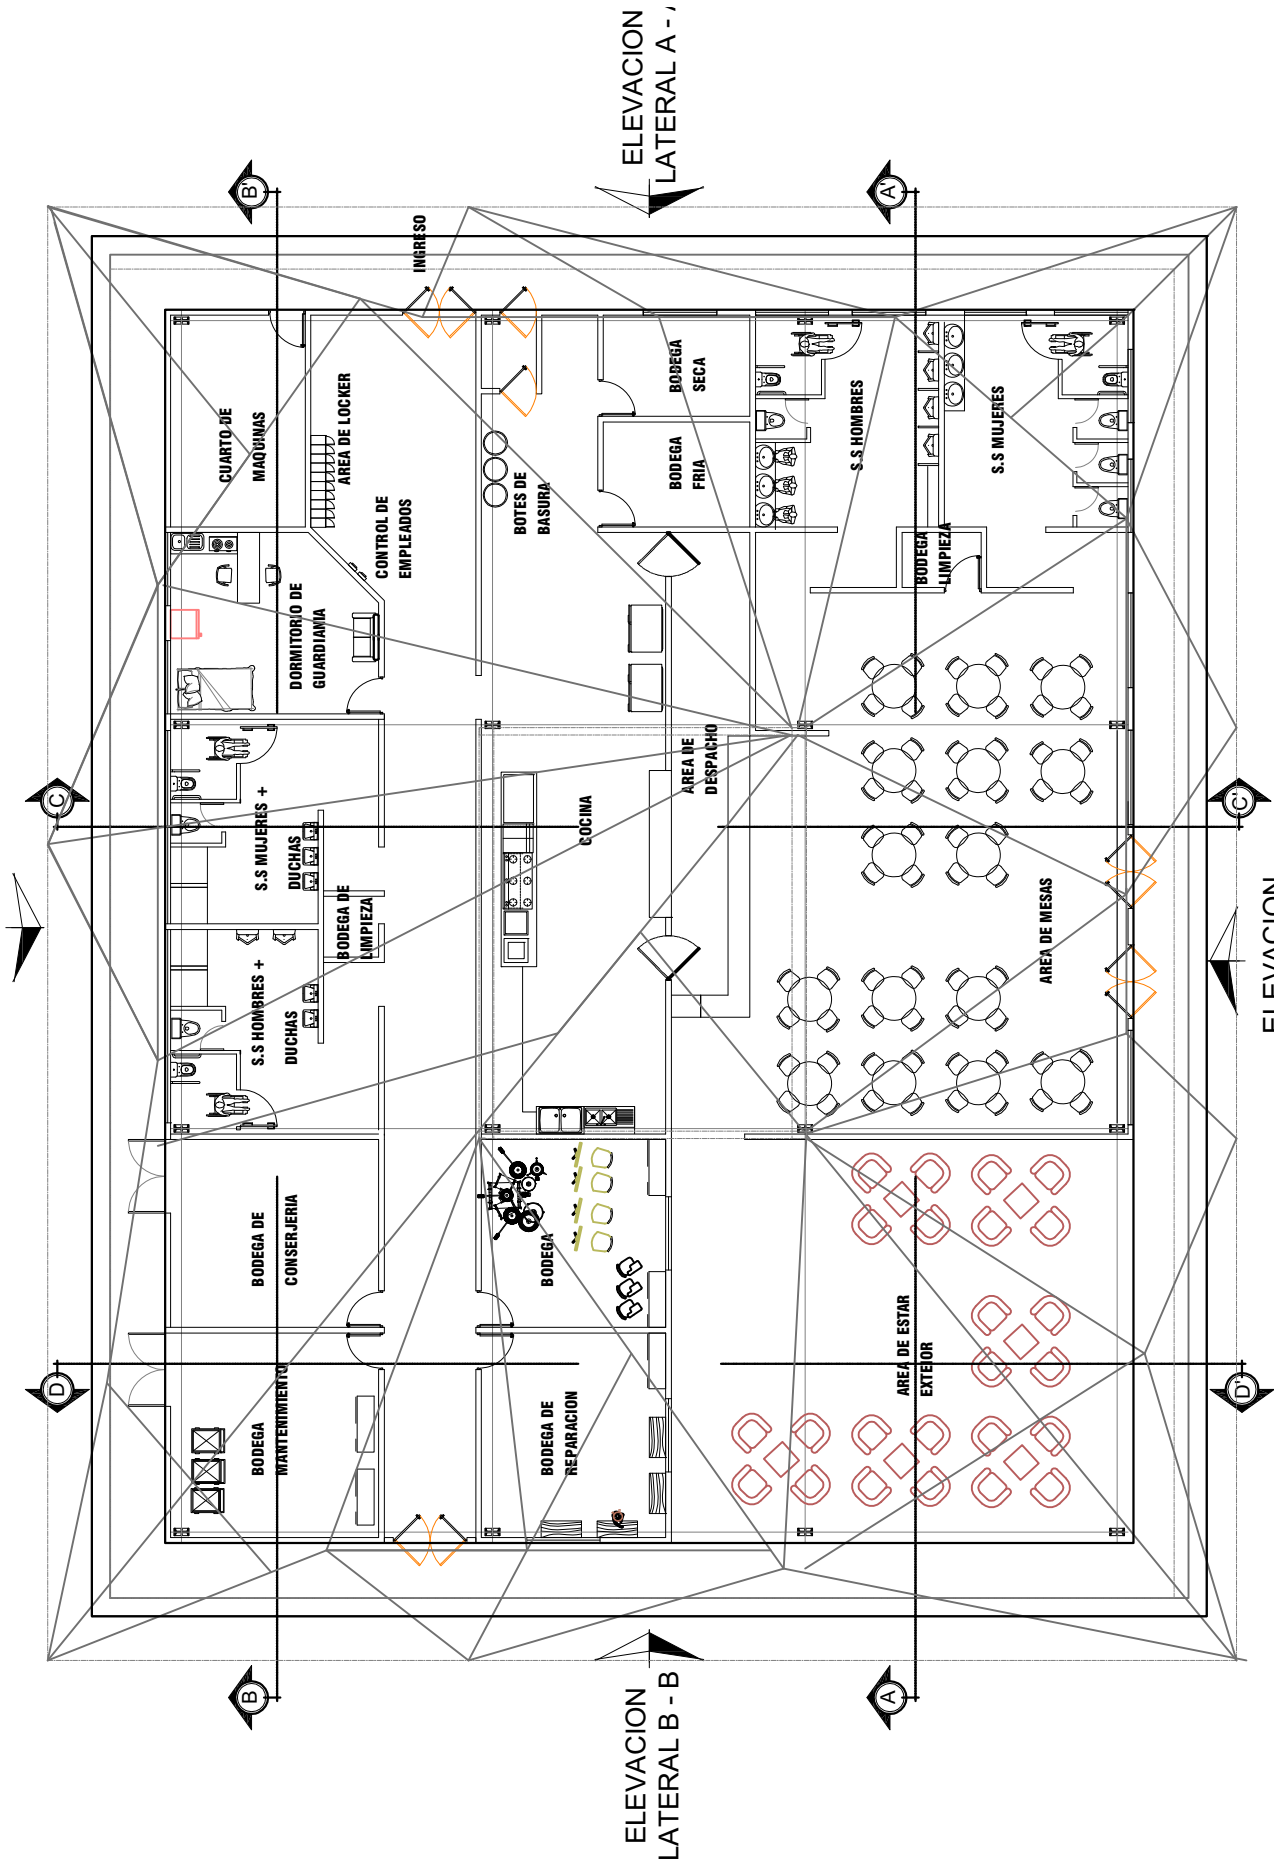 ELEVACION
LATERAL A -
B'
A'
INGRESO
CUARTO DE
MAQUINAS
AREA DE LOCKER
CONTROL DE
EMPLEADOS
BOTES DE
BASURA
BODEGA
SECA
BODEGA
FRIA
S.S HOMBRES
S.S MUJERES
BODEGA
LIMPIEZA
DORMITORIO DE
GUARDIANIA
C
S.S MUJERES +
DUCHAS
BODEGA DE
LIMPIEZA
S.S HOMBRES +
DUCHAS
COCINA
AREA DE
DESPACHO
AREA DE MESAS
C'
ELEVACION
BODEGA DE
CONSERJERIA
BODEGA
D
BODEGA
MANTENIMIENTO
BODEGA DE
REPARACION
AREA DE ESTAR
EXTEIOR
D'
B
A
ELEVACION
LATERAL B - B